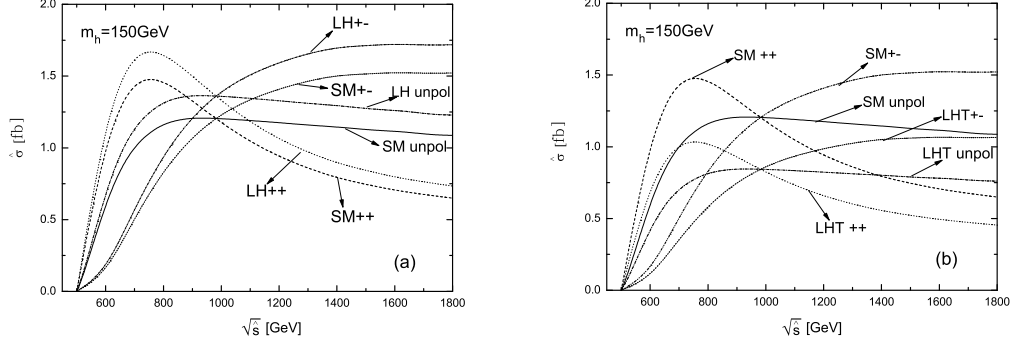 2.0
1.5
1.0
0.5
0.0
σ̂ [fb]
m_h=150GeV
LH+-
SM+-
LH unpol
SM unpol
LH++
SM++
(a)
600 800 1000 1200 1400 1600 1800
√ŝ [GeV]
2.0
1.5
1.0
0.5
0.0
σ̂ [fb]
m_h=150GeV
SM ++
SM+-
SM unpol
LHT+-
LHT unpol
LHT ++
(b)
600 800 1000 1200 1400 1600 1800
√ŝ [GeV]